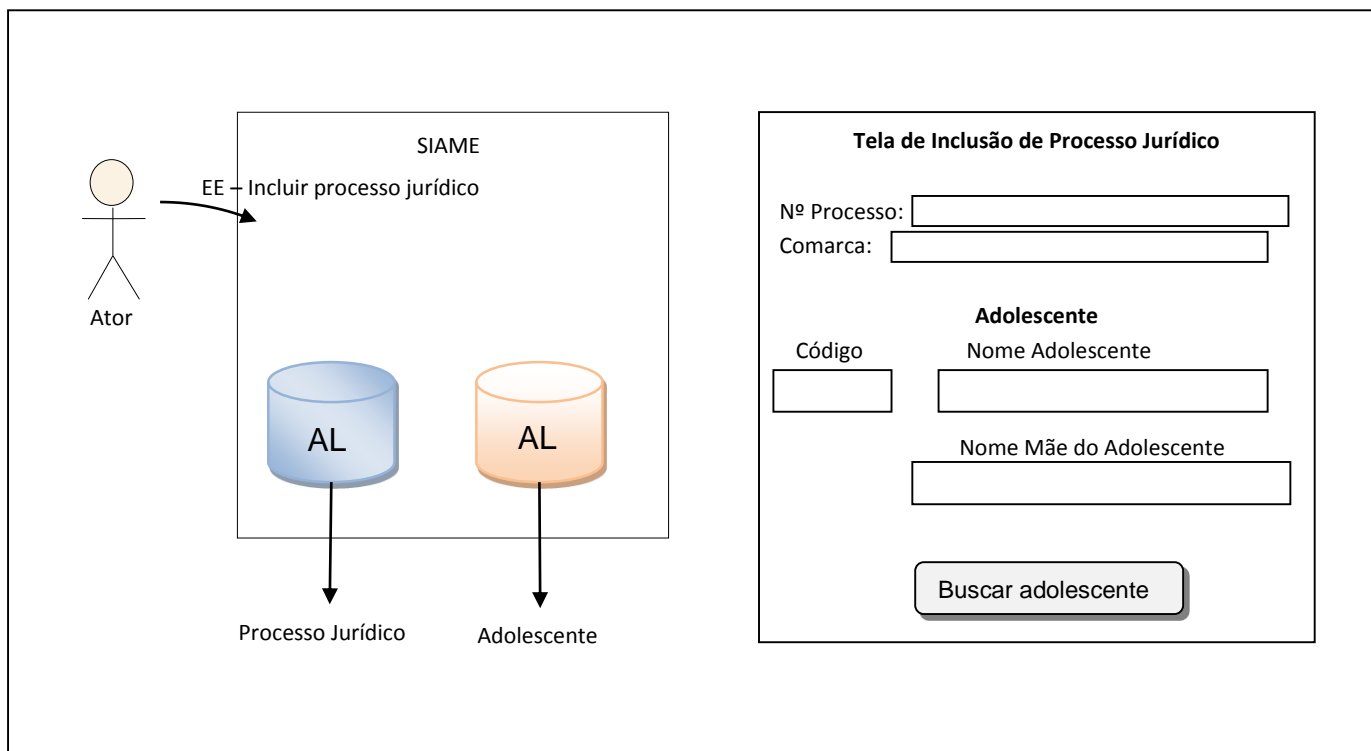 SIAME
EE – Incluir processo jurídico
Ator
AL
AL
Processo Jurídico
Adolescente
Tela de Inclusão de Processo Jurídico
Nº Processo:
Comarca:
Adolescente
Código
Nome Adolescente
Nome Mãe do Adolescente
Buscar adolescente